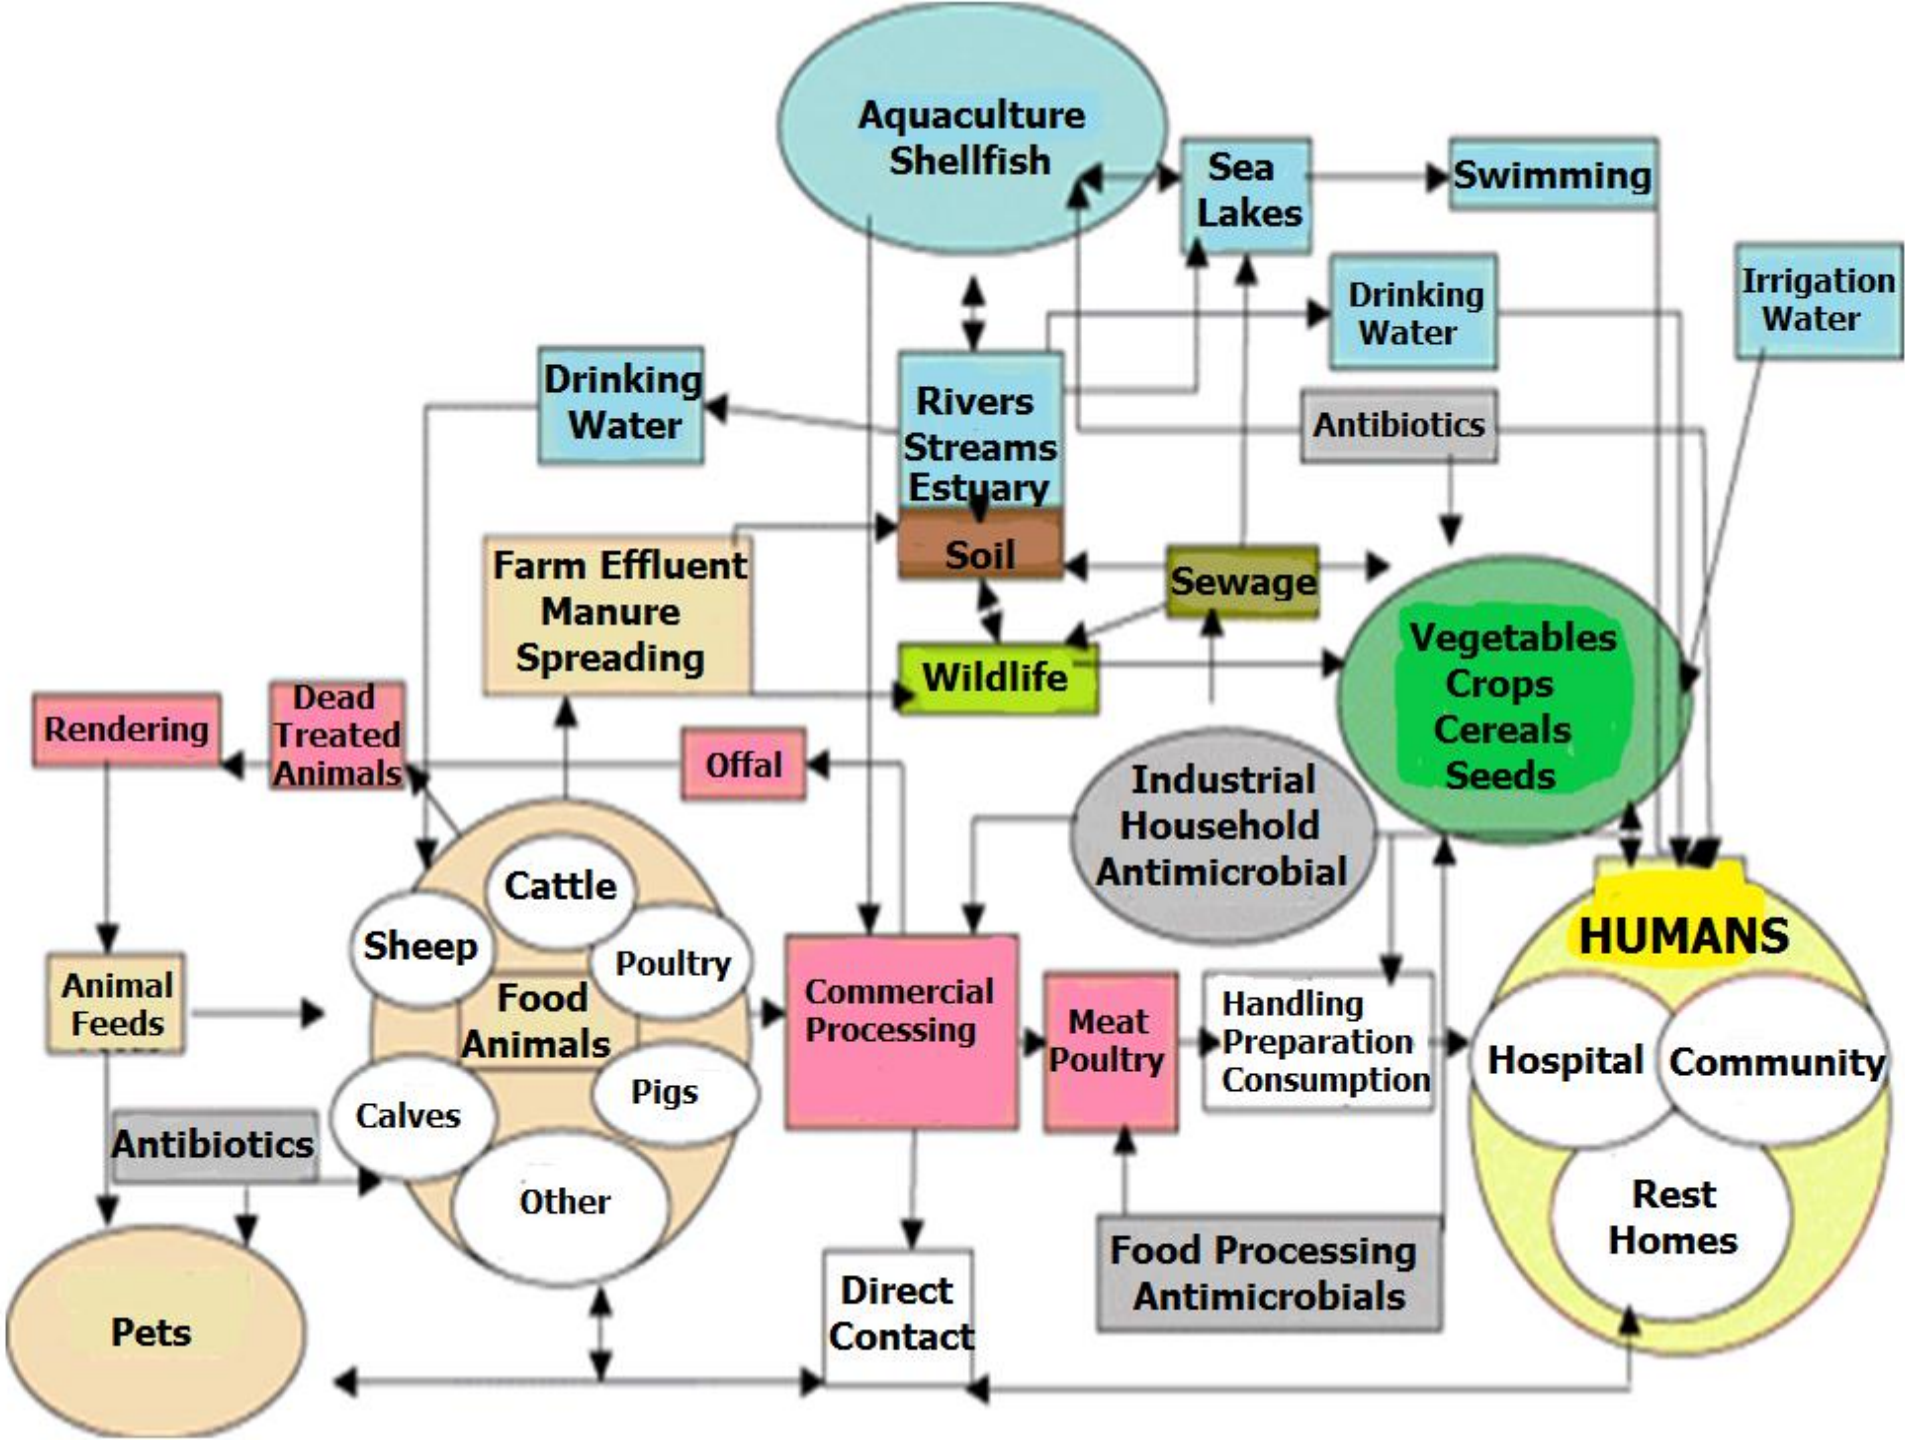 Aquaculture
Shellfish
Sea
Lakes
Swimming
Drinking
Water
Irrigation
Water
Drinking
Water
Rivers
Streams
Estuary
Antibiotics
Soil
Farm Effluent
Manure
Spreading
Sewage
Wildlife
Vegetables
Crops
Cereals
Seeds
Rendering
Dead
Treated
Animals
Offal
Industrial
Household
Antimicrobial
Cattle
Sheep
Poultry
Food
Animals
Calves
Pigs
Other
Animal
Feeds
Antibiotics
Pets
Commercial
Processing
Meat
Poultry
Handling
Preparation
Consumption
HUMANS
Hospital
Community
Rest
Homes
Direct
Contact
Food Processing
Antimicrobials